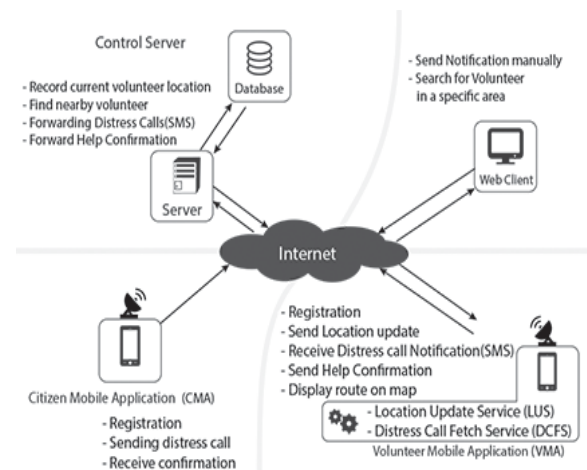 Control Server
- Record current volunteer location
- Find nearby volunteer
- Forwarding Distress Calls(SMS)
- Forward Help Confirmation
Database
Server
- Send Notification manually
- Search for Volunteer
in a specific area
Web Client
Internet
Citizen Mobile Application (CMA)
- Registration
- Sending distress call
- Receive confirmation
- Registration
- Send Location update
- Receive Distress call Notification(SMS)
- Send Help Confirmation
- Display route on map
- Location Update Service (LUS)
- Distress Call Fetch Service (DCFS)
Volunteer Mobile Application (VMA)